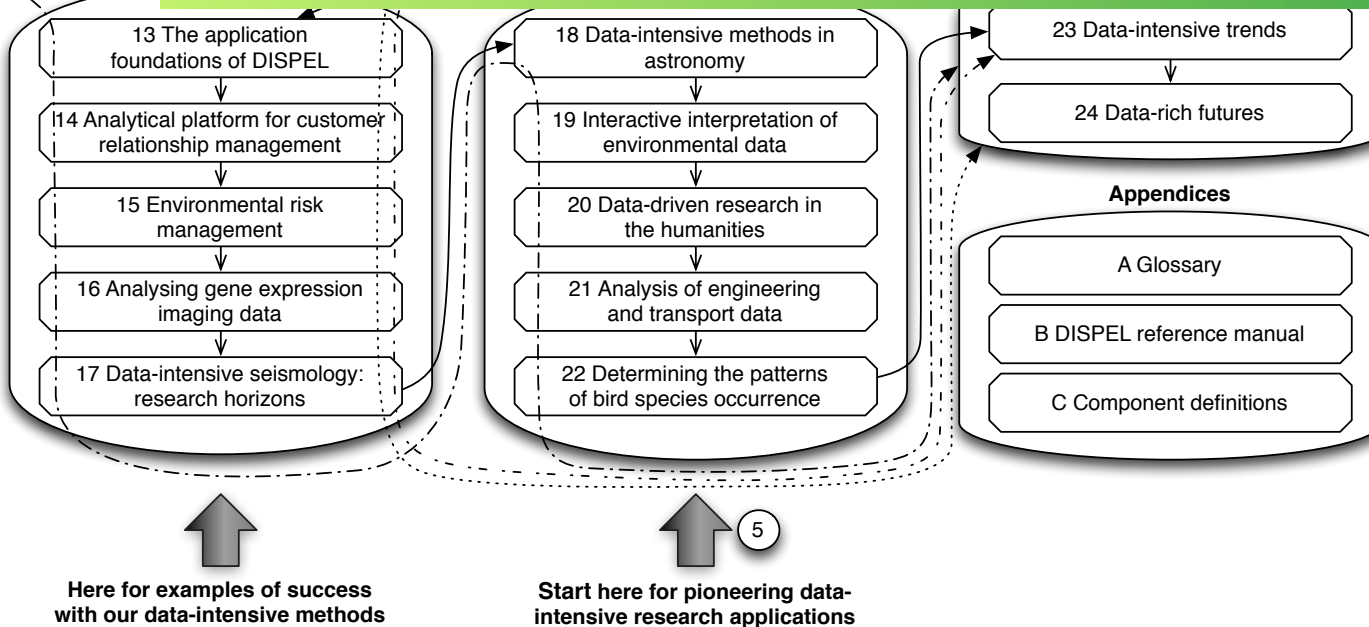 13 The application
foundations of DISPEL
14 Analytical platform for customer
relationship management
15 Environmental risk
management
16 Analysing gene expression
imaging data
17 Data-intensive seismology:
research horizons
Here for examples of success
with our data-intensive methods
18 Data-intensive methods in
astronomy
19 Interactive interpretation of
environmental data
20 Data-driven research in
the humanities
21 Analysis of engineering
and transport data
22 Determining the patterns
of bird species occurrence
5
Start here for pioneering data-
intensive research applications
23 Data-intensive trends
24 Data-rich futures
Appendices
A Glossary
B DISPEL reference manual
C Component definitions